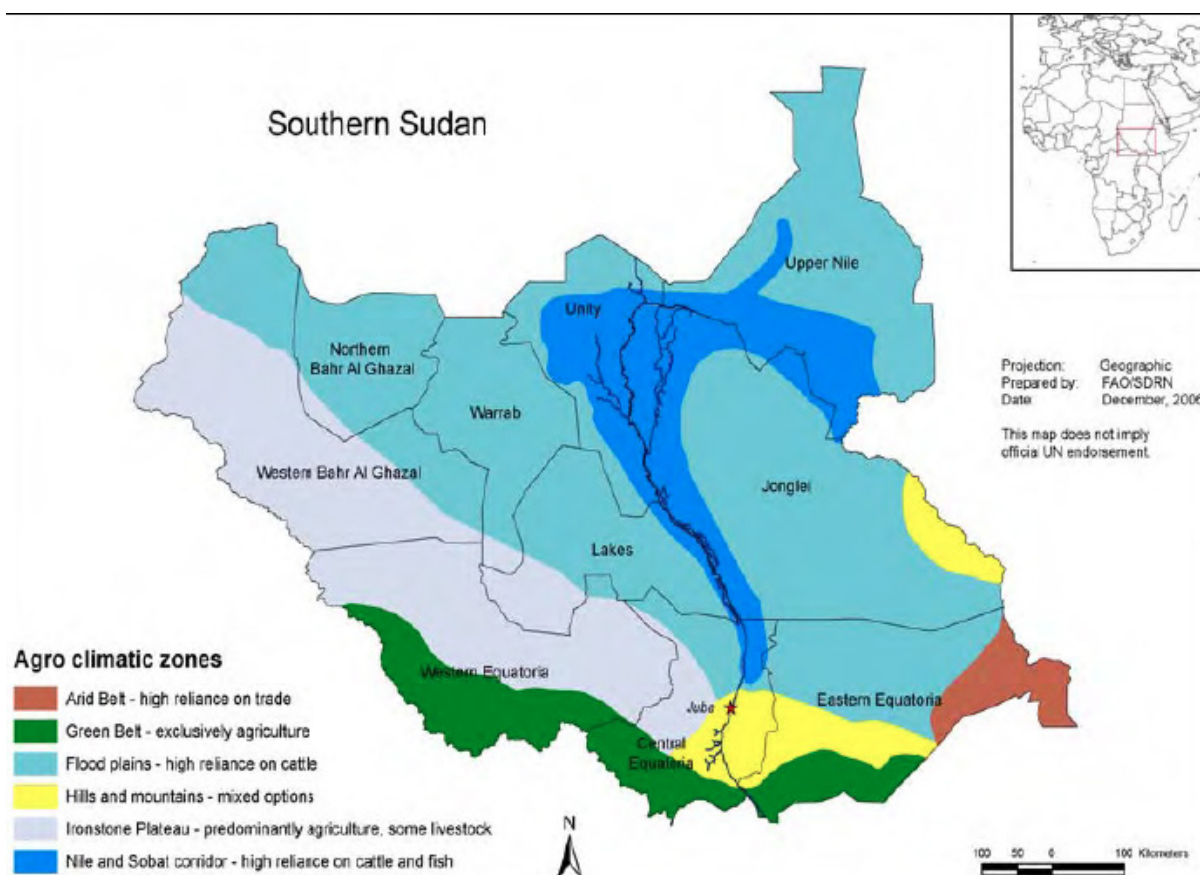 Southern Sudan
Upper Nile
Unity
Northern
Bahr Al Ghazal
Warrab
Western Bahr Al Ghazal
Jonglei
Lakes
Western Equatoria
Eastern Equatoria
Juba
Central
Equatoria
Projection: Geographic
Prepared by: FAO/SDRN
Date: December, 2006
This map does not imply
official UN endorsement.
Agro climatic zones
Arid Belt - high reliance on trade
Green Belt - exclusively agriculture
Flood plains - high reliance on cattle
Hills and mountains - mixed options
Ironstone Plateau - predominantly agriculture, some livestock
Nile and Sobat corridor - high reliance on cattle and fish
N
100 50 0 100 Kilometers